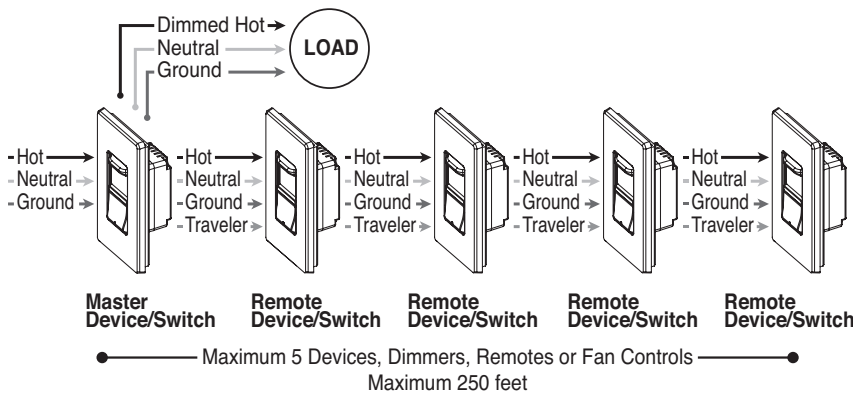 Dimmed Hot
Neutral
Ground
LOAD
Hot
Neutral
Ground
Hot
Neutral
Ground
Traveler
Hot
Neutral
Ground
Traveler
Hot
Neutral
Ground
Traveler
Hot
Neutral
Ground
Traveler
Master
Device/Switch
Remote
Device/Switch
Remote
Device/Switch
Remote
Device/Switch
Remote
Device/Switch
Maximum 5 Devices, Dimmers, Remotes or Fan Controls
Maximum 250 feet